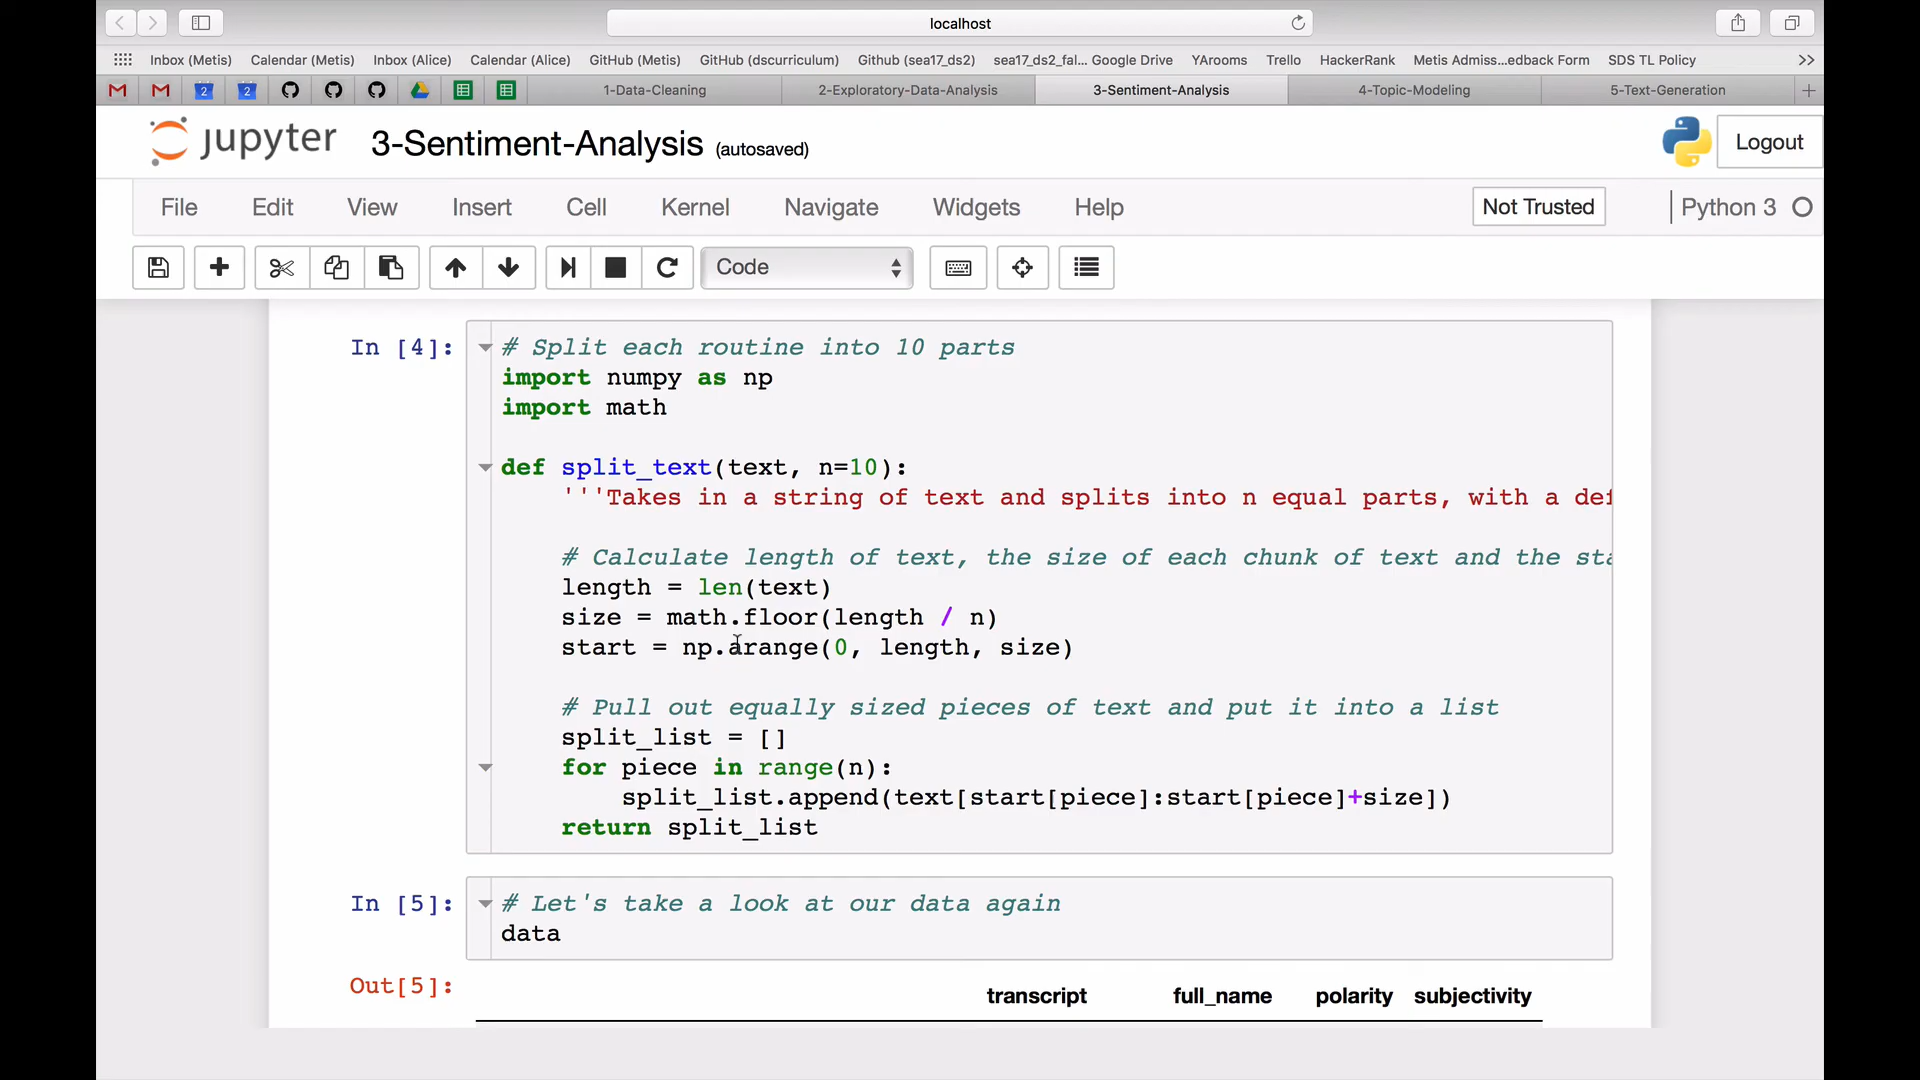 localhost
Inbox (Metis) Calendar (Metis) Inbox (Alice) Calendar (Alice) GitHub (Metis) GitHub (dscurriculum) Github (sea17_ds2) sea17_ds2_fal... Google Drive YArooms Trello HackerRank Metis Admiss...edback Form SDS TL Policy
2 2 1-Data-Cleaning 2-Exploratory-Data-Analysis 3-Sentiment-Analysis 4-Topic-Modeling 5-Text-Generation
jupyter 3-Sentiment-Analysis (autosaved) Logout
File Edit View Insert Cell Kernel Navigate Widgets Help Not Trusted Python 3
Code
In [4]: # Split each routine into 10 parts
import numpy as np
import math
def split_text(text, n=10):
'''Takes in a string of text and splits into n equal parts, with a def
# Calculate length of text, the size of each chunk of text and the sta
length = len(text)
size = math.floor(length / n)
start = np.arange(0, length, size)
# Pull out equally sized pieces of text and put it into a list
split_list = []
for piece in range(n):
split_list.append(text[start[piece]:start[piece]+size])
return split_list
In [5]: # Let's take a look at our data again
data
Out[5]:
transcript full_name polarity subjectivity